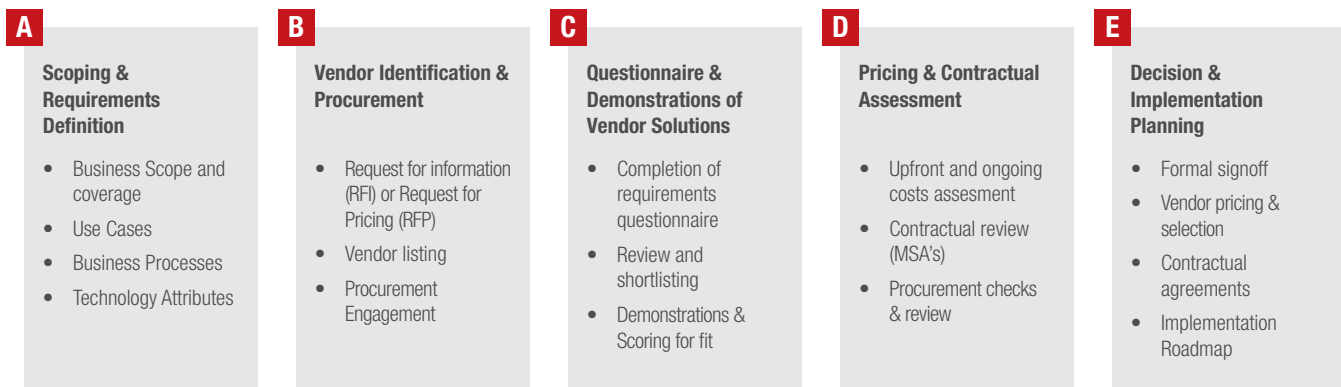 A
Scoping &
Requirements
Definition
• Business Scope and
coverage
• Use Cases
• Business Processes
• Technology Attributes
B
Vendor Identification &
Procurement
• Request for information
(RFI) or Request for
Pricing (RFP)
• Vendor listing
• Procurement
Engagement
C
Questionnaire &
Demonstrations of
Vendor Solutions
• Completion of
requirements
questionnaire
• Review and
shortlisting
• Demonstrations &
Scoring for fit
D
Pricing & Contractual
Assessment
• Upfront and ongoing
costs assesment
• Contractual review
(MSA's)
• Procurement checks
& review
E
Decision &
Implementation
Planning
• Formal signoff
• Vendor pricing &
selection
• Contractual
agreements
• Implementation
Roadmap